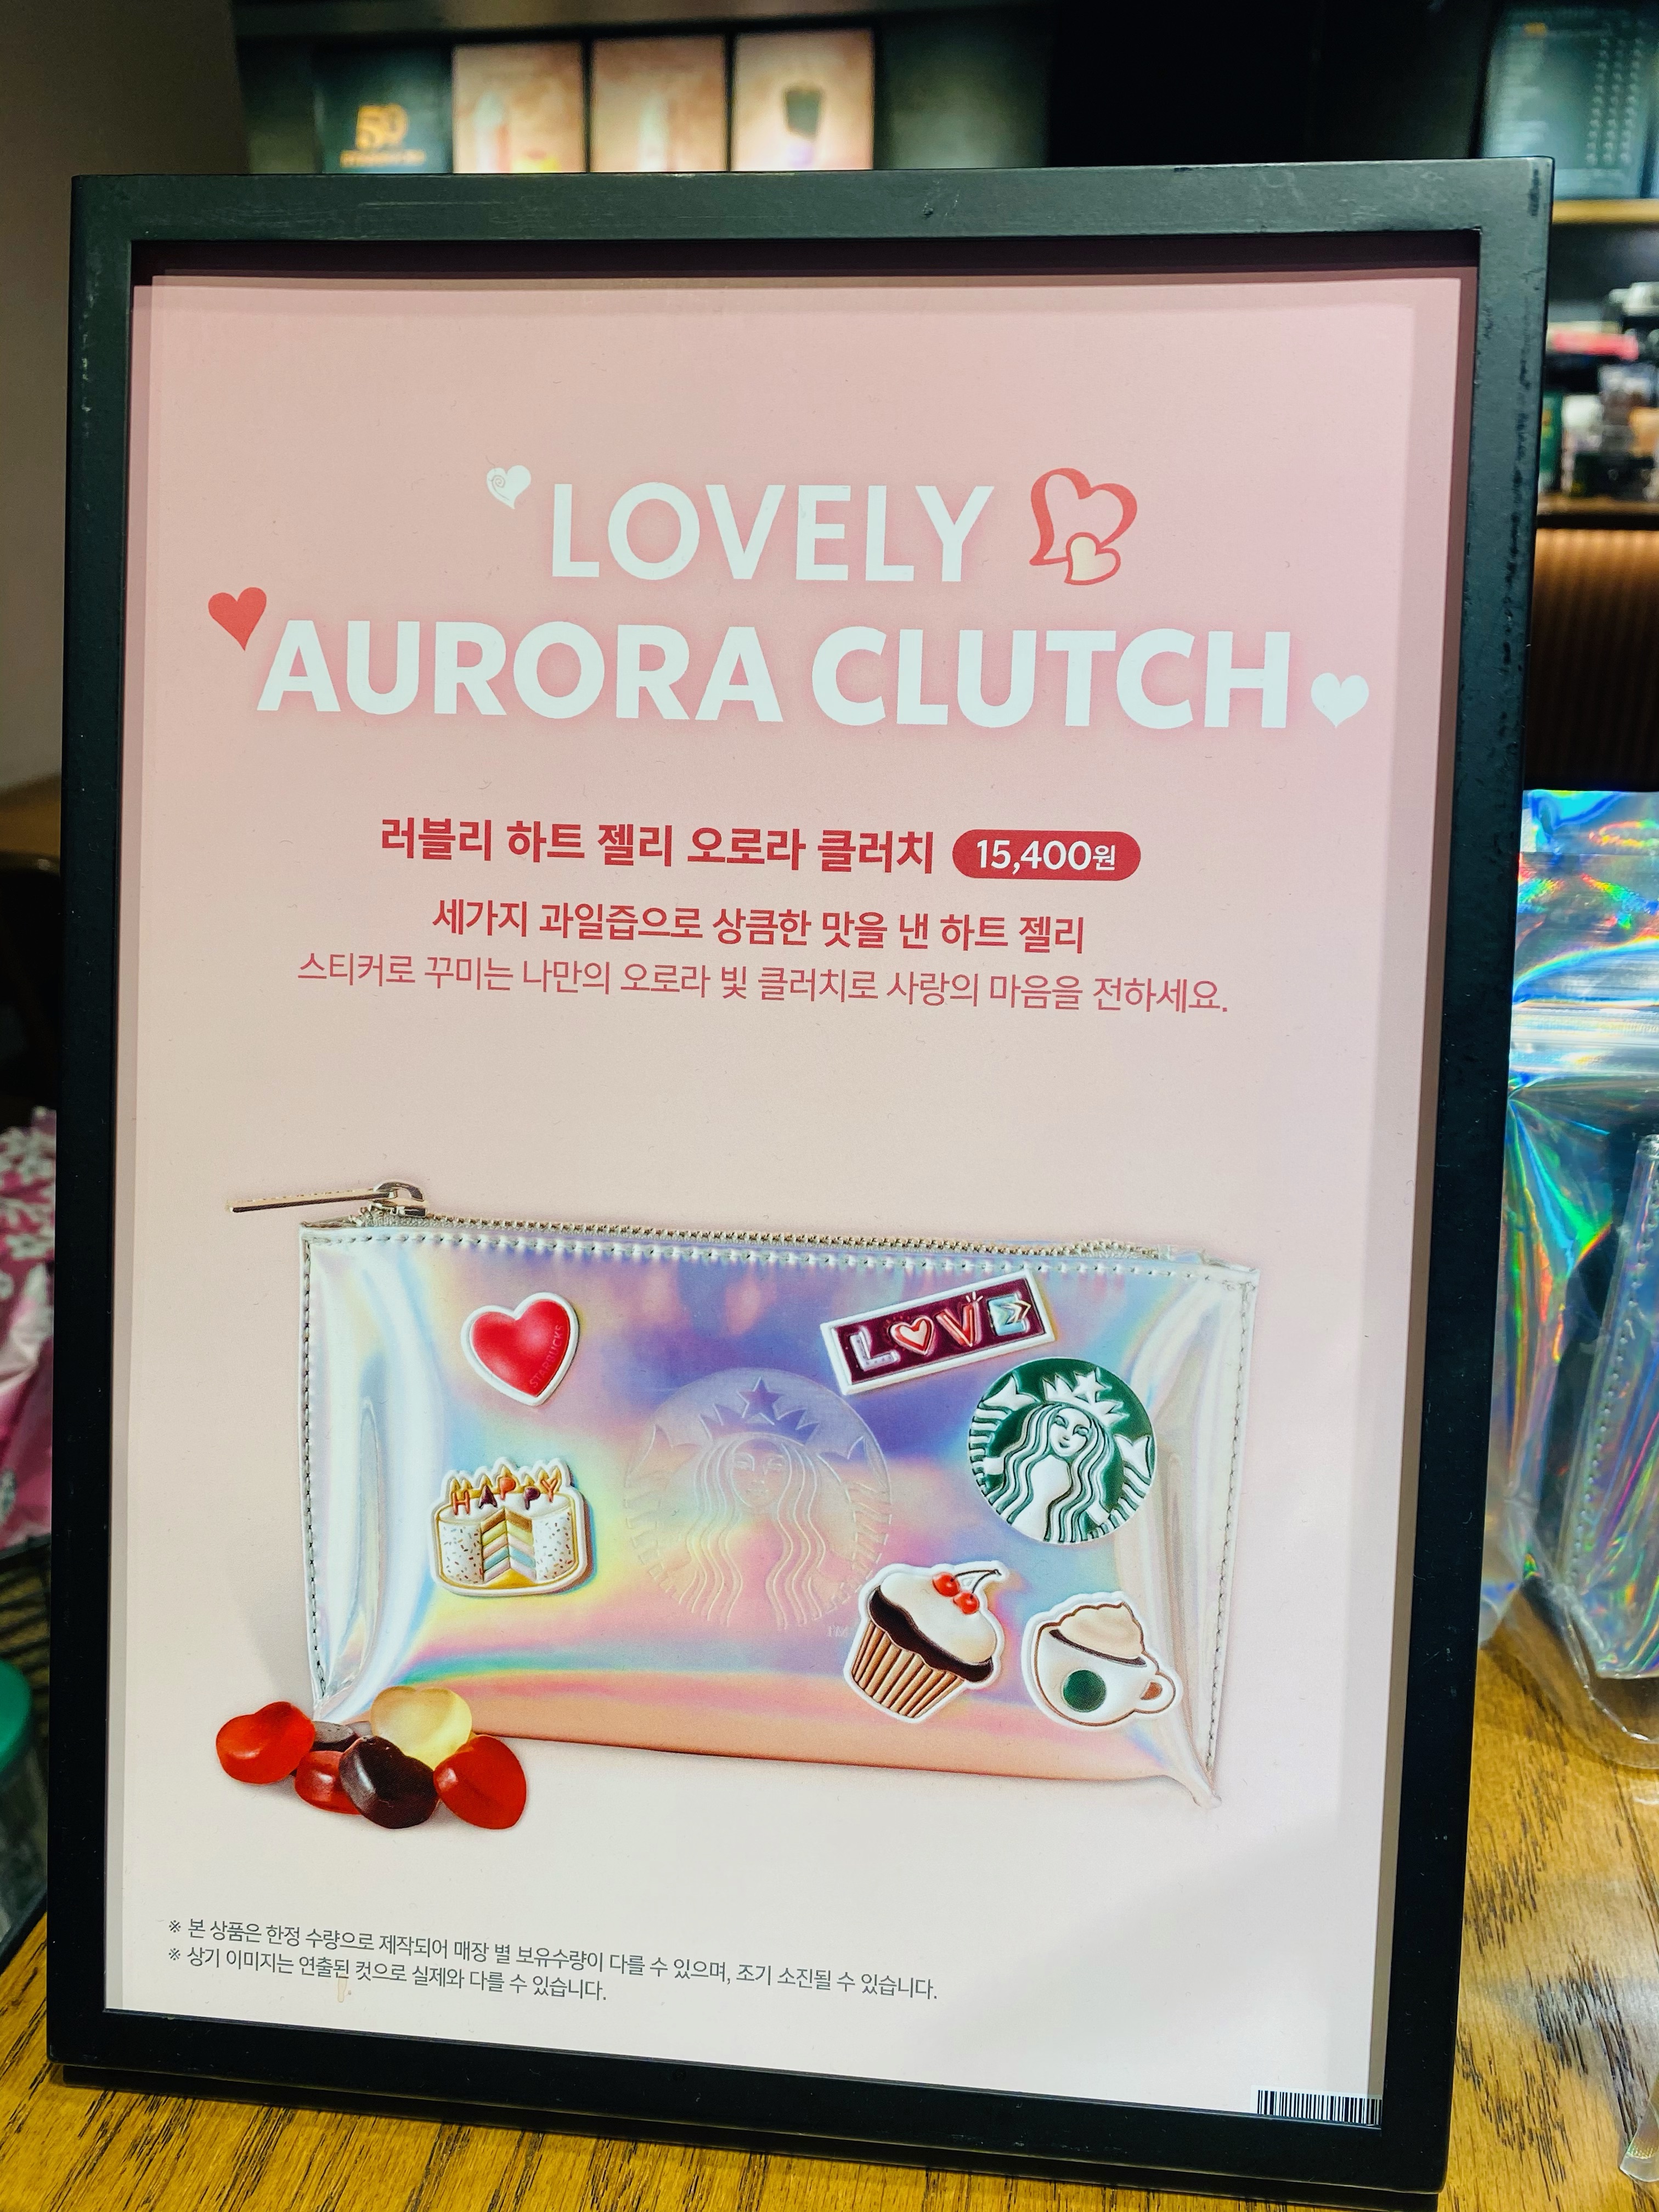 50
LOVELY
AURORA CLUTCH
러블리 하트 젤리 오로라 클러치 15,400원
세가지 과일즙으로 상큼한 맛을 낸 하트 젤리
스티커로 꾸미는 나만의 오로라 빛 클러치로 사랑의 마음을 전하세요.
STARBUCKS
LOVE
HAPPY
※ 본 상품은 한정 수량으로 제작되어 매장 별 보유수량이 다를 수 있으며, 조기 소진될 수 있습니다.
※ 상기 이미지는 연출된 컷으로 실제와 다를 수 있습니다.